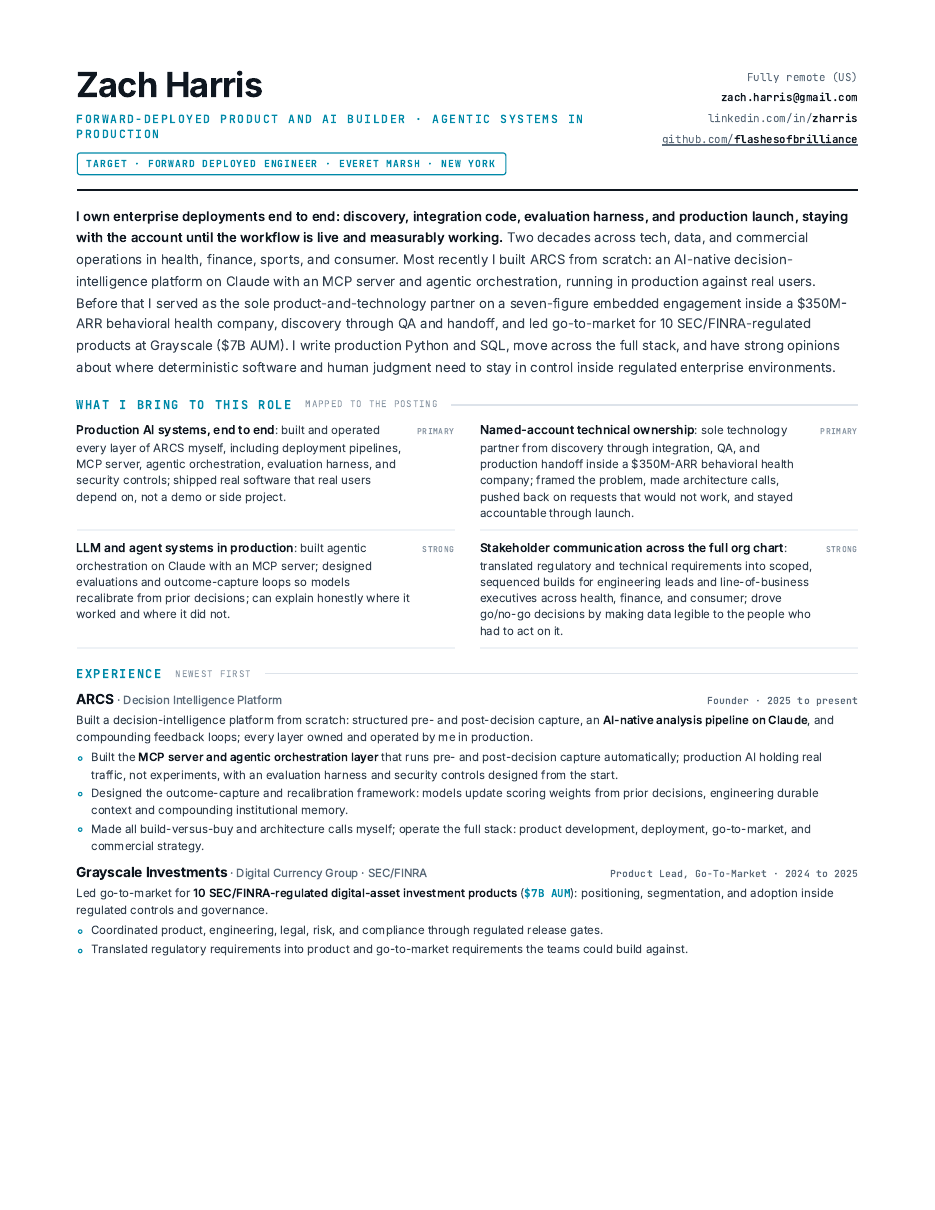 Zach Harris
FORWARD-DEPLOYED PRODUCT AND AI BUILDER · AGENTIC SYSTEMS IN
PRODUCTION
TARGET · FORWARD DEPLOYED ENGINEER · EVERET MARSH · NEW YORK
Fully remote (US)
zach.harris@gmail.com
linkedin.com/in/zharris
github.com/flashesofbrilliance
I own enterprise deployments end to end: discovery, integration code, evaluation harness, and production launch, staying
with the account until the workflow is live and measurably working. Two decades across tech, data, and commercial
operations in health, finance, sports, and consumer. Most recently I built ARCS from scratch: an AI-native decision-
intelligence platform on Claude with an MCP server and agentic orchestration, running in production against real users.
Before that I served as the sole product-and-technology partner on a seven-figure embedded engagement inside a $350M-
ARR behavioral health company, discovery through QA and handoff, and led go-to-market for 10 SEC/FINRA-regulated
products at Grayscale ($7B AUM). I write production Python and SQL, move across the full stack, and have strong opinions
about where deterministic software and human judgment need to stay in control inside regulated enterprise environments.
WHAT I BRING TO THIS ROLE MAPPED TO THE POSTING
Production AI systems, end to end: built and operated PRIMARY
every layer of ARCS myself, including deployment pipelines,
MCP server, agentic orchestration, evaluation harness, and
security controls; shipped real software that real users
depend on, not a demo or side project.
Named-account technical ownership: sole technology PRIMARY
partner from discovery through integration, QA, and
production handoff inside a $350M-ARR behavioral health
company; framed the problem, made architecture calls,
pushed back on requests that would not work, and stayed
accountable through launch.
LLM and agent systems in production: built agentic STRONG
orchestration on Claude with an MCP server; designed
evaluations and outcome-capture loops so models
recalibrate from prior decisions; can explain honestly where it
worked and where it did not.
Stakeholder communication across the full org chart: STRONG
translated regulatory and technical requirements into scoped,
sequenced builds for engineering leads and line-of-business
executives across health, finance, and consumer; drove
go/no-go decisions by making data legible to the people who
had to act on it.
EXPERIENCE NEWEST FIRST
ARCS · Decision Intelligence Platform Founder · 2025 to present
Built a decision-intelligence platform from scratch: structured pre- and post-decision capture, an AI-native analysis pipeline on Claude, and
compounding feedback loops; every layer owned and operated by me in production.
Built the MCP server and agentic orchestration layer that runs pre- and post-decision capture automatically; production AI holding real
traffic, not experiments, with an evaluation harness and security controls designed from the start.
Designed the outcome-capture and recalibration framework: models update scoring weights from prior decisions, engineering durable
context and compounding institutional memory.
Made all build-versus-buy and architecture calls myself; operate the full stack: product development, deployment, go-to-market, and
commercial strategy.
Grayscale Investments · Digital Currency Group · SEC/FINRA Product Lead, Go-To-Market · 2024 to 2025
Led go-to-market for 10 SEC/FINRA-regulated digital-asset investment products ($7B AUM): positioning, segmentation, and adoption inside
regulated controls and governance.
Coordinated product, engineering, legal, risk, and compliance through regulated release gates.
Translated regulatory requirements into product and go-to-market requirements the teams could build against.